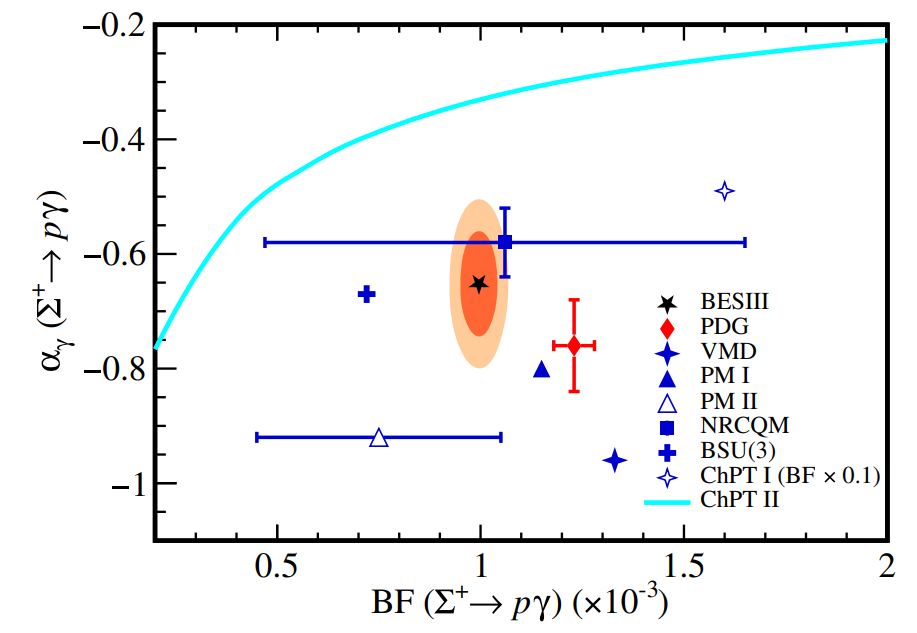 −0.2
−0.4
−0.6
−0.8
−1
α_γ (Σ⁺→ pγ)
BESIII
PDG
VMD
PM I
PM II
NRCQM
BSU(3)
ChPT I (BF × 0.1)
ChPT II
0.5 1 1.5 2
BF (Σ⁺→ pγ) (×10⁻³)